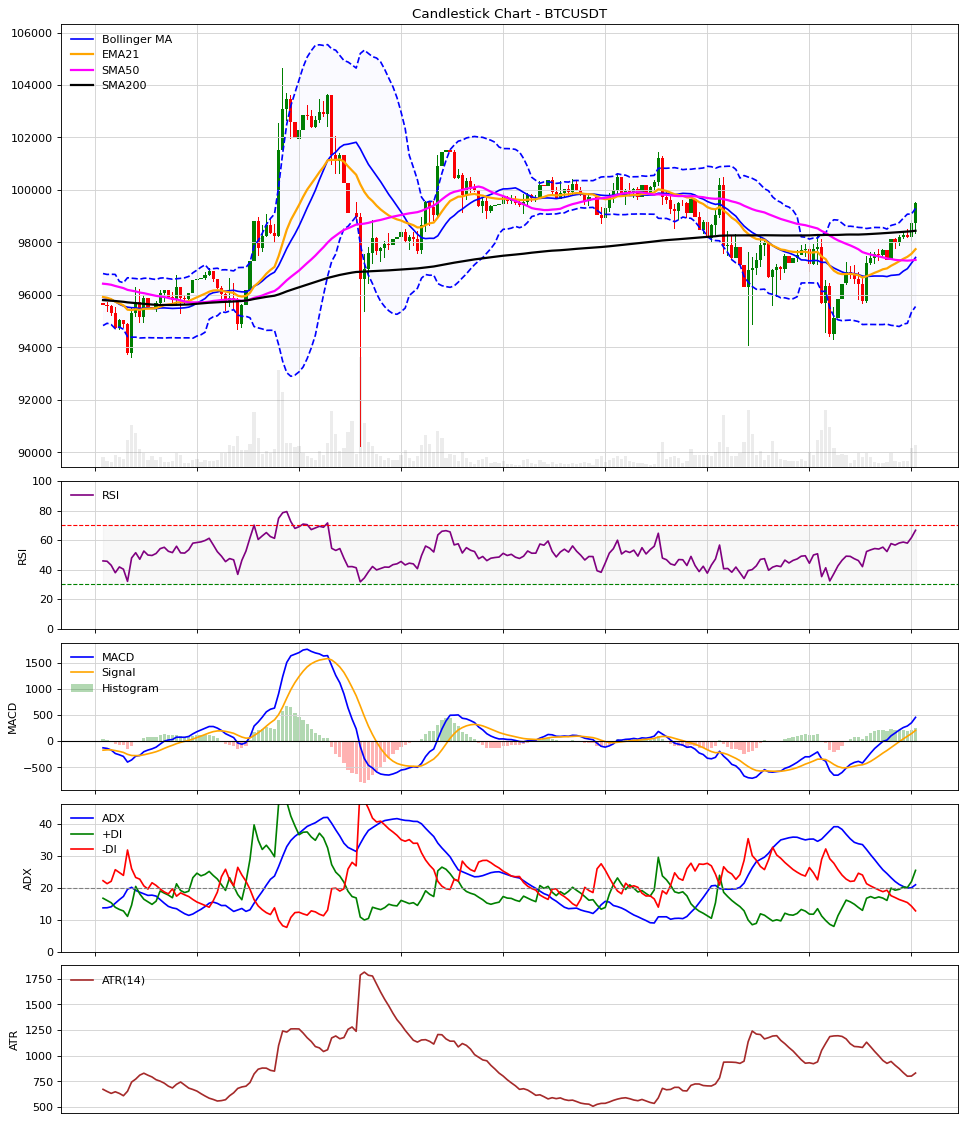 Candlestick Chart - BTCUSDT
106000
104000
102000
100000
98000
96000
94000
92000
90000
Bollinger MA
EMA21
SMA50
SMA200
100
80
60
40
20
0
RSI
RSI
1500
1000
500
0
−500
MACD
MACD
Signal
Histogram
40
30
20
10
0
ADX
ADX
+DI
-DI
1750
1500
1250
1000
750
500
ATR
ATR(14)